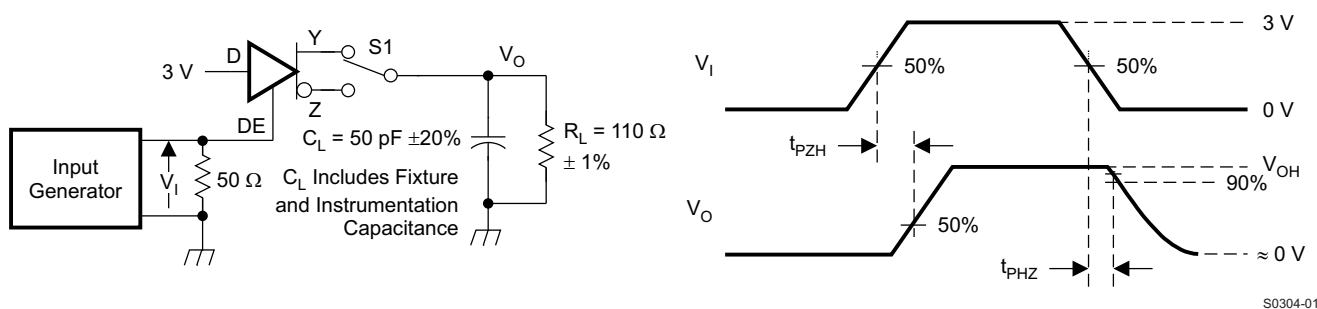 3 V
D
Y
S1
Z
DE
V_O
Input
Generator
V_I
50 Ω
C_L = 50 pF ±20%
C_L Includes Fixture
and Instrumentation
Capacitance
R_L = 110 Ω
± 1%
V_I
50%
50%
3 V
0 V
t_PZH
V_O
50%
V_OH
90%
t_PHZ
≈ 0 V
S0304-01